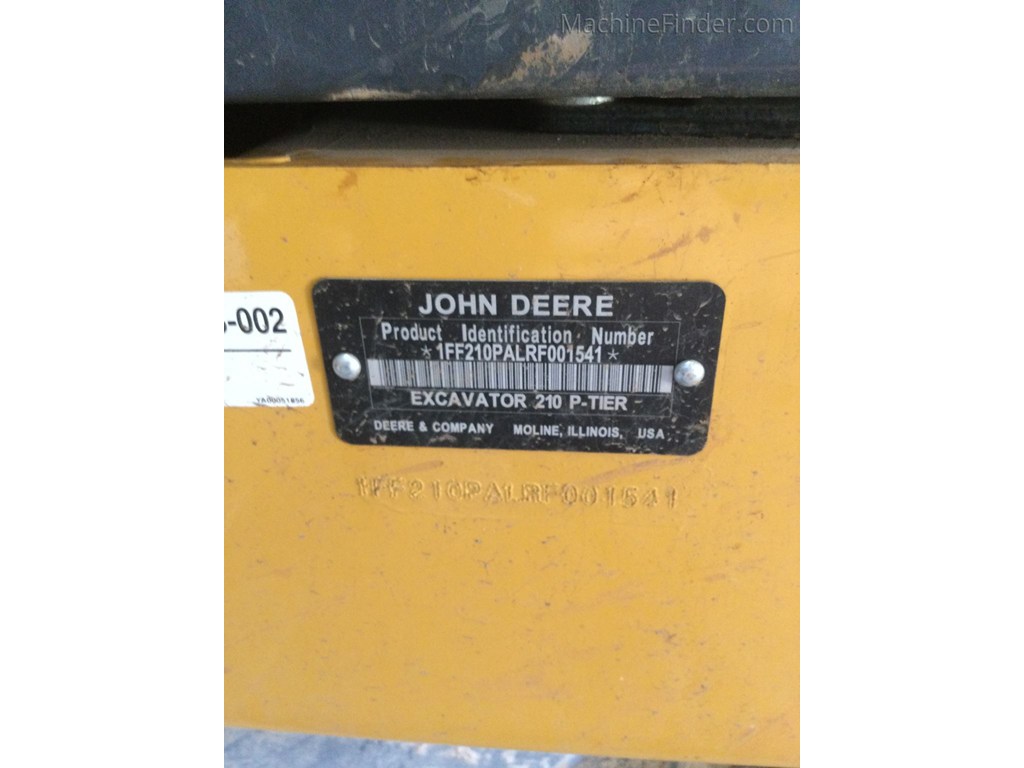 MachineFinder.com
-002
JOHN DEERE
Product Identification Number
*1FF210PALRF001541*
EXCAVATOR 210 P-TIER
DEERE & COMPANY MOLINE, ILLINOIS, USA
1FF210PALRF001541